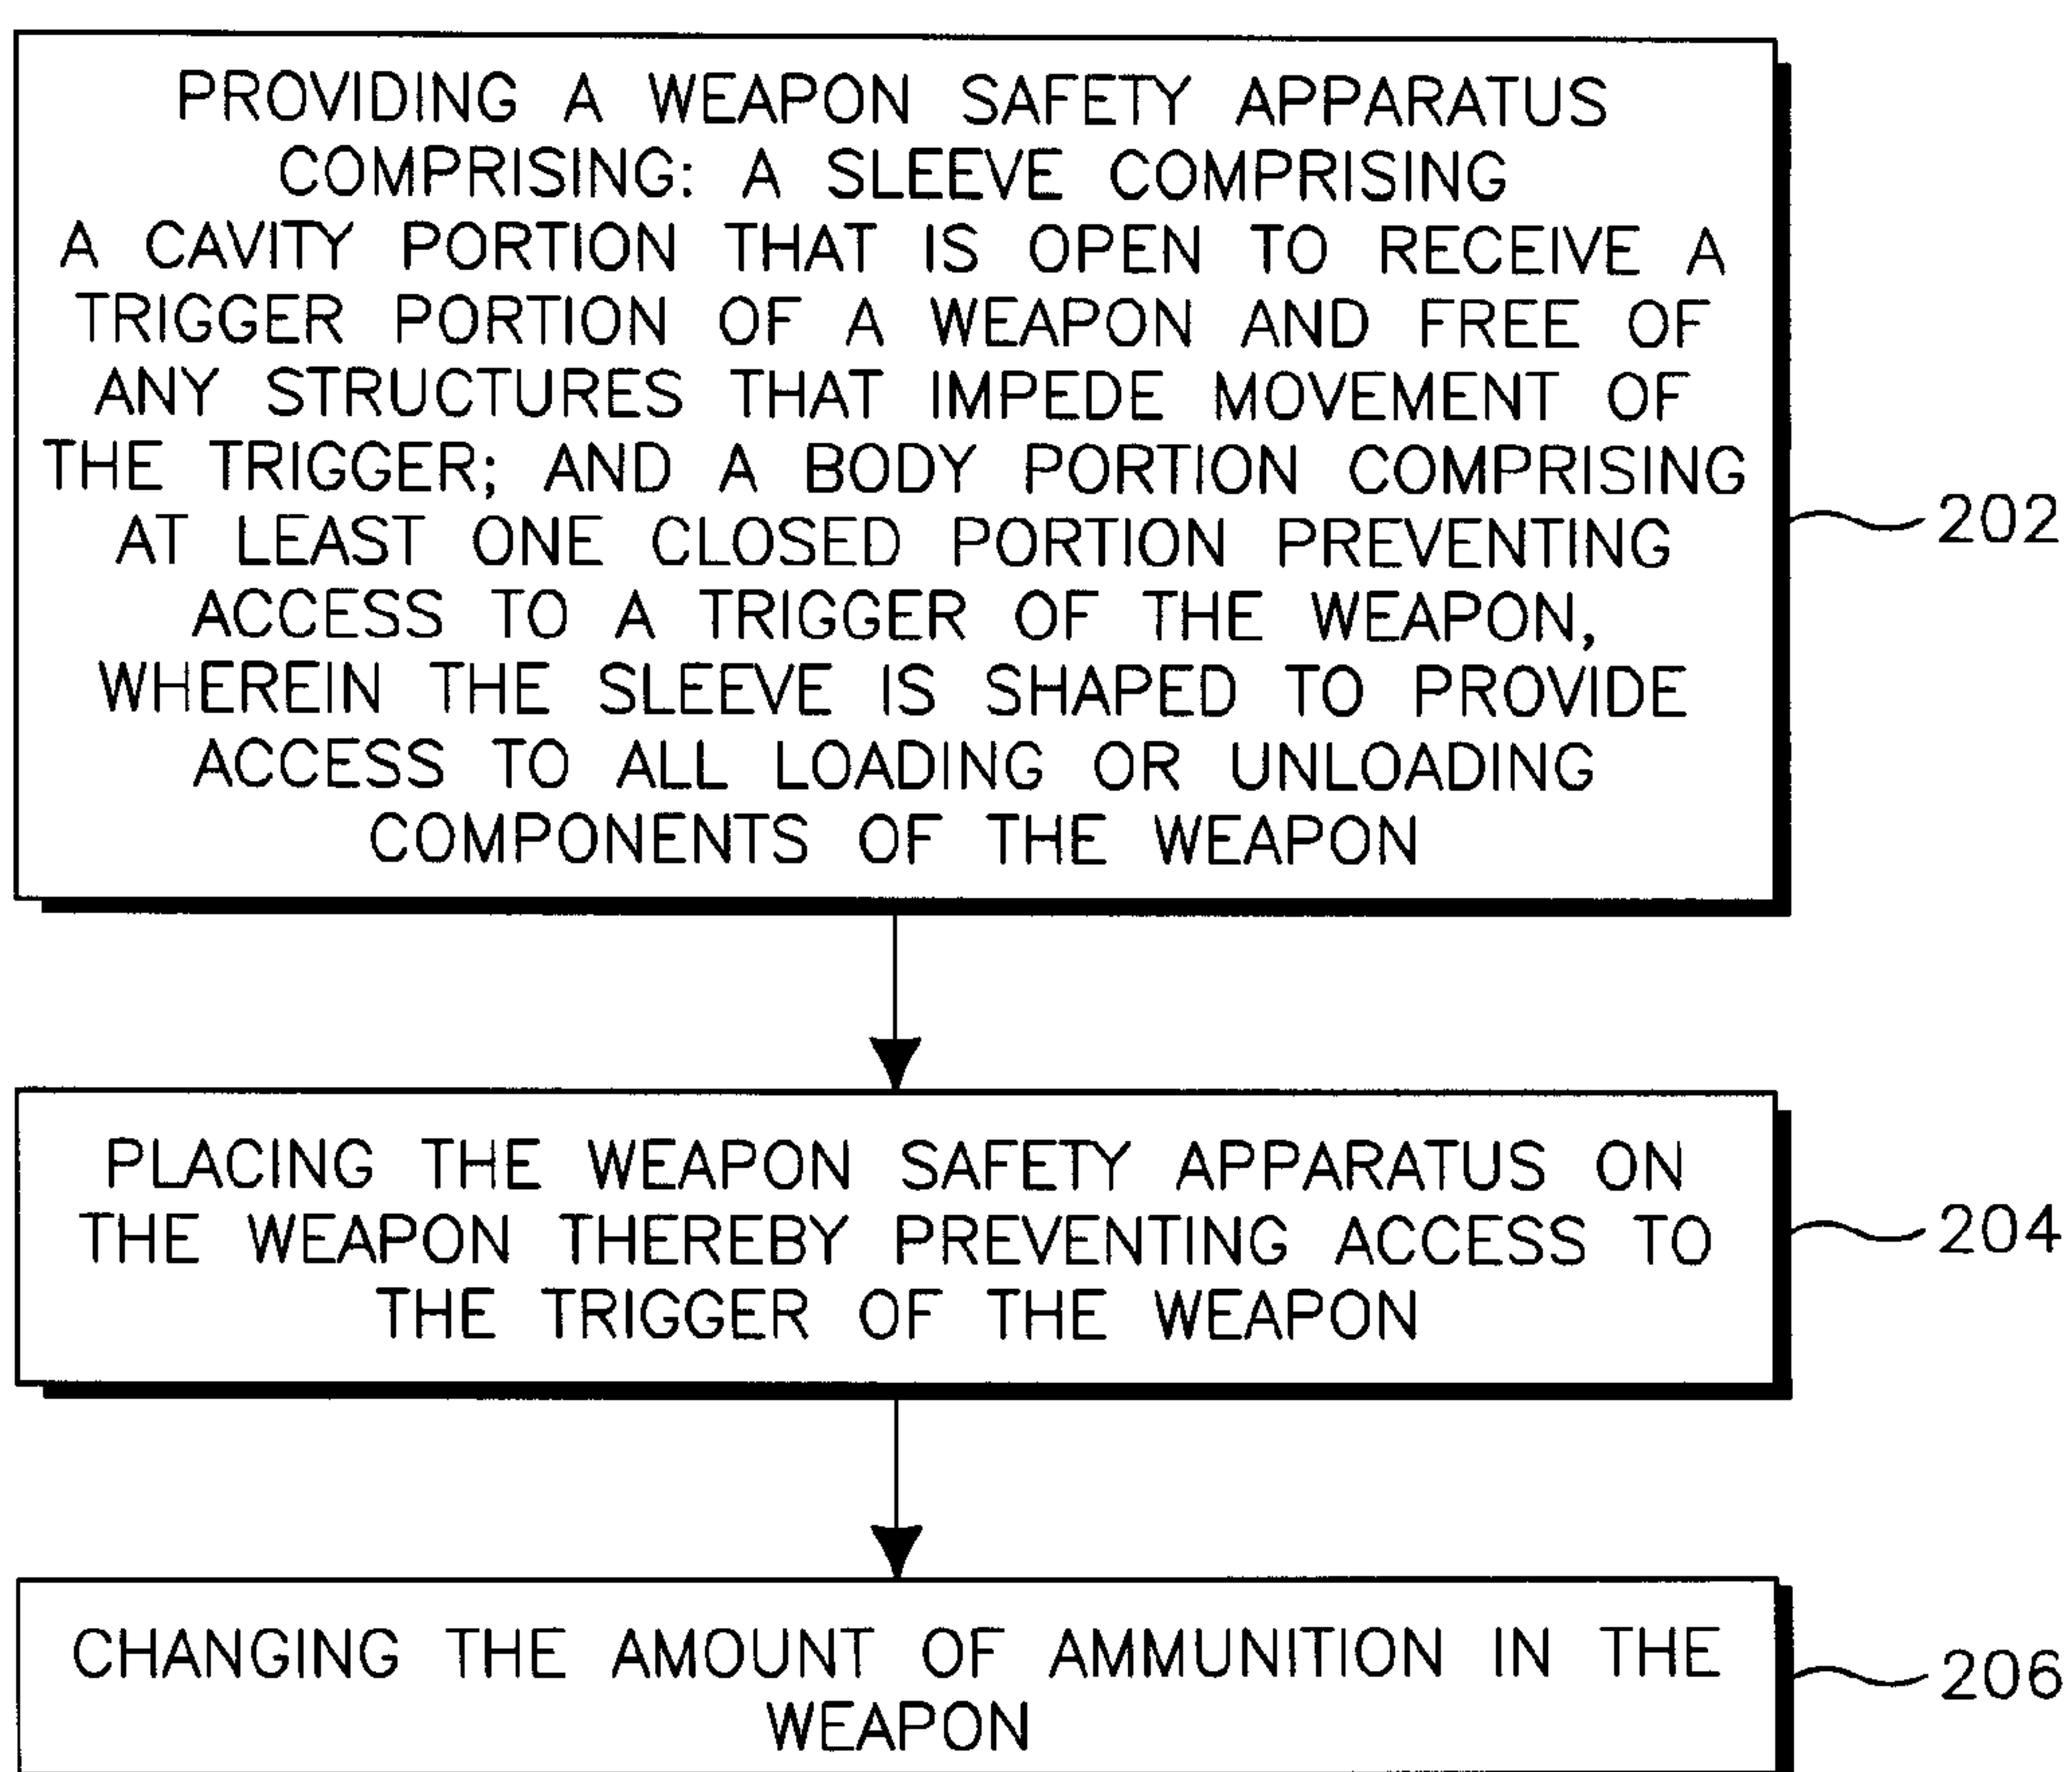 PROVIDING A WEAPON SAFETY APPARATUS
COMPRISING: A SLEEVE COMPRISING
A CAVITY PORTION THAT IS OPEN TO RECEIVE A
TRIGGER PORTION OF A WEAPON AND FREE OF
ANY STRUCTURES THAT IMPEDE MOVEMENT OF
THE TRIGGER; AND A BODY PORTION COMPRISING
AT LEAST ONE CLOSED PORTION PREVENTING
ACCESS TO A TRIGGER OF THE WEAPON,
WHEREIN THE SLEEVE IS SHAPED TO PROVIDE
ACCESS TO ALL LOADING OR UNLOADING
COMPONENTS OF THE WEAPON
202
PLACING THE WEAPON SAFETY APPARATUS ON
THE WEAPON THEREBY PREVENTING ACCESS TO
THE TRIGGER OF THE WEAPON
204
CHANGING THE AMOUNT OF AMMUNITION IN THE
WEAPON
206